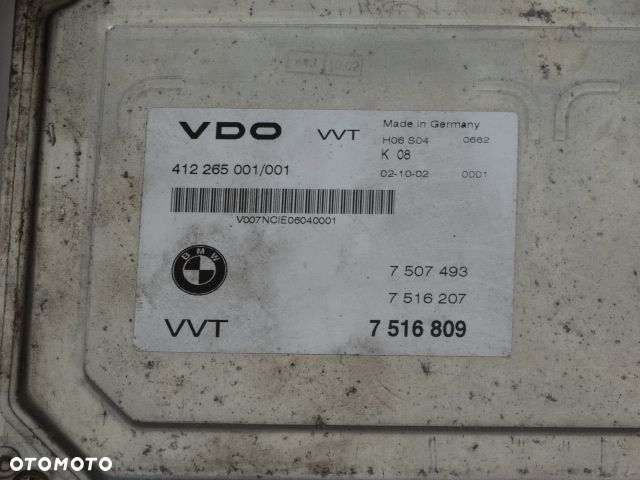 VDO VVT Made in Germany
H06 S04 0662
K 08
412 265 001/001 02-10-02 0001
V007NCIE06040001
BMW
7 507 493
7 516 207
VVT 7 516 809
OTOMOTO